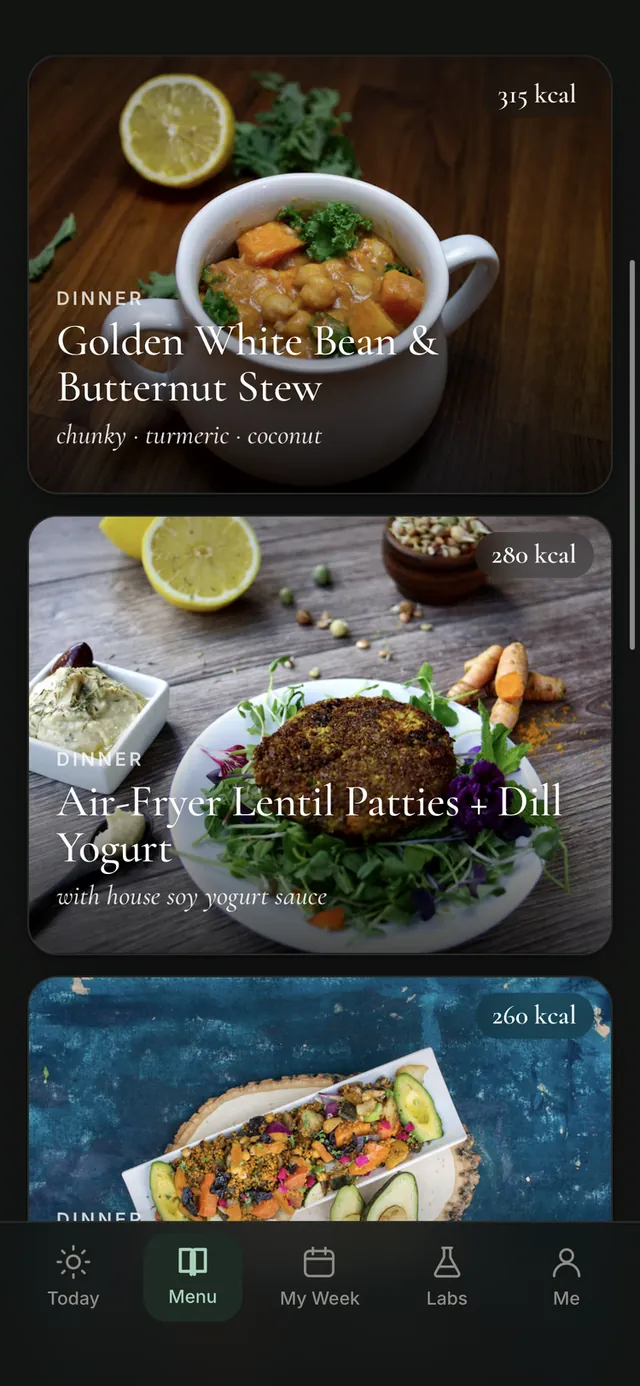 315 kcal
DINNER
Golden White Bean &
Butternut Stew
chunky · turmeric · coconut
280 kcal
DINNER
Air-Fryer Lentil Patties + Dill
Yogurt
with house soy yogurt sauce
260 kcal
DINNER
Today
Menu
My Week
Labs
Me